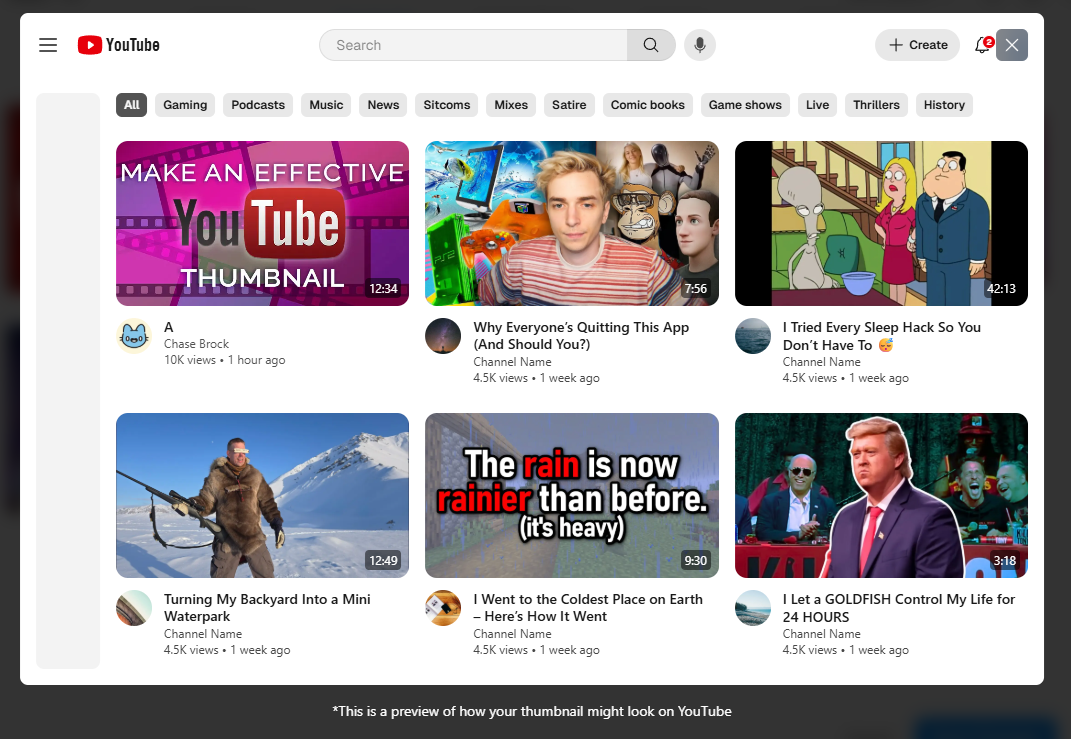 YouTube
Search
Create
2
All
Gaming
Podcasts
Music
News
Sitcoms
Mixes
Satire
Comic books
Game shows
Live
Thrillers
History
MAKE AN EFFECTIVE
YouTube
THUMBNAIL
12:34
7:56
42:13
A
Chase Brock
10K views • 1 hour ago
Why Everyone’s Quitting This App
(And Should You?)
Channel Name
4.5K views • 1 week ago
I Tried Every Sleep Hack So You
Don’t Have To 😴
Channel Name
4.5K views • 1 week ago
12:49
The rain is now
rainier than before.
(it's heavy)
9:30
3:18
Turning My Backyard Into a Mini
Waterpark
Channel Name
4.5K views • 1 week ago
I Went to the Coldest Place on Earth
– Here’s How It Went
Channel Name
4.5K views • 1 week ago
I Let a GOLDFISH Control My Life for
24 HOURS
Channel Name
4.5K views • 1 week ago
*This is a preview of how your thumbnail might look on YouTube